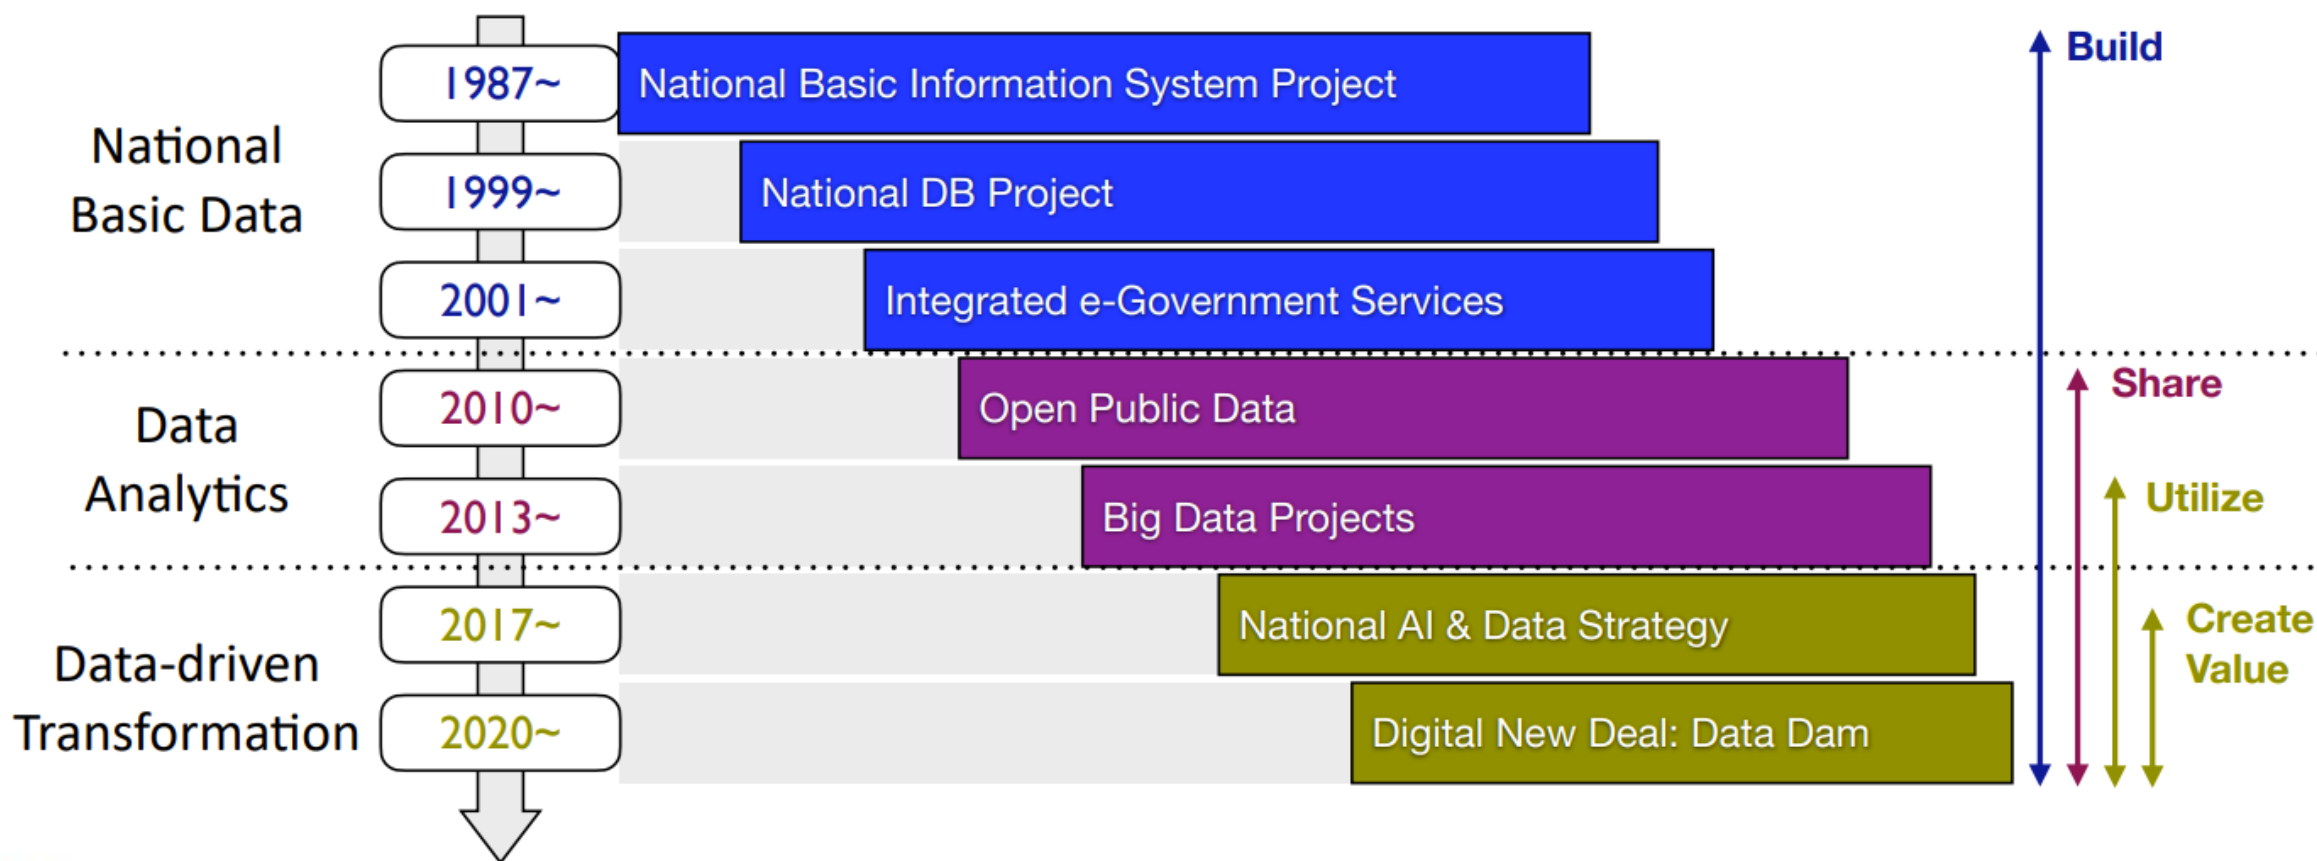 National
Basic Data
1987~
National Basic Information System Project
1999~
National DB Project
2001~
Integrated e-Government Services
Data
Analytics
2010~
Open Public Data
2013~
Big Data Projects
Data-driven
Transformation
2017~
National AI & Data Strategy
2020~
Digital New Deal: Data Dam
Build
Share
Utilize
Create
Value